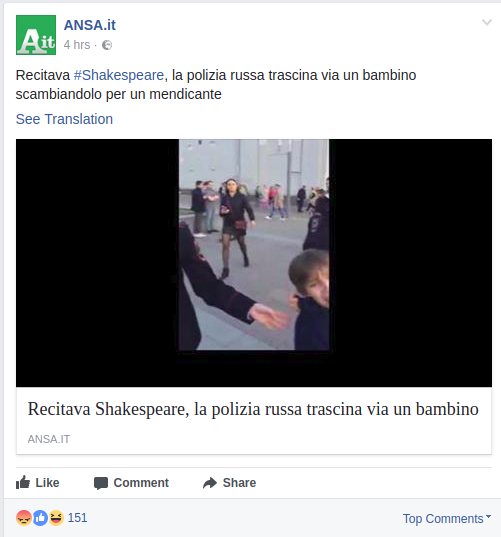 Ait
ANSA.it
4 hrs ·
Recitava #Shakespeare, la polizia russa trascina via un bambino
scambiandolo per un mendicante
See Translation
Recitava Shakespeare, la polizia russa trascina via un bambino
ANSA.IT
Like Comment Share
151 Top Comments